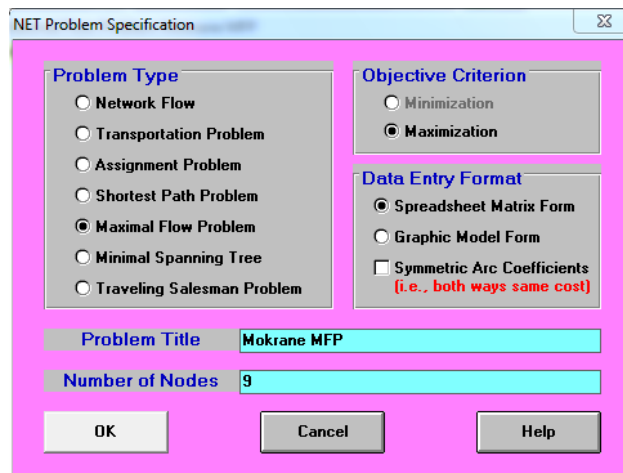 NET Problem Specification
Problem Type
Network Flow
Transportation Problem
Assignment Problem
Shortest Path Problem
Maximal Flow Problem
Minimal Spanning Tree
Traveling Salesman Problem
Objective Criterion
Minimization
Maximization
Data Entry Format
Spreadsheet Matrix Form
Graphic Model Form
Symmetric Arc Coefficients
(i.e., both ways same cost)
Problem Title
Mokrane MFP
Number of Nodes
9
OK
Cancel
Help